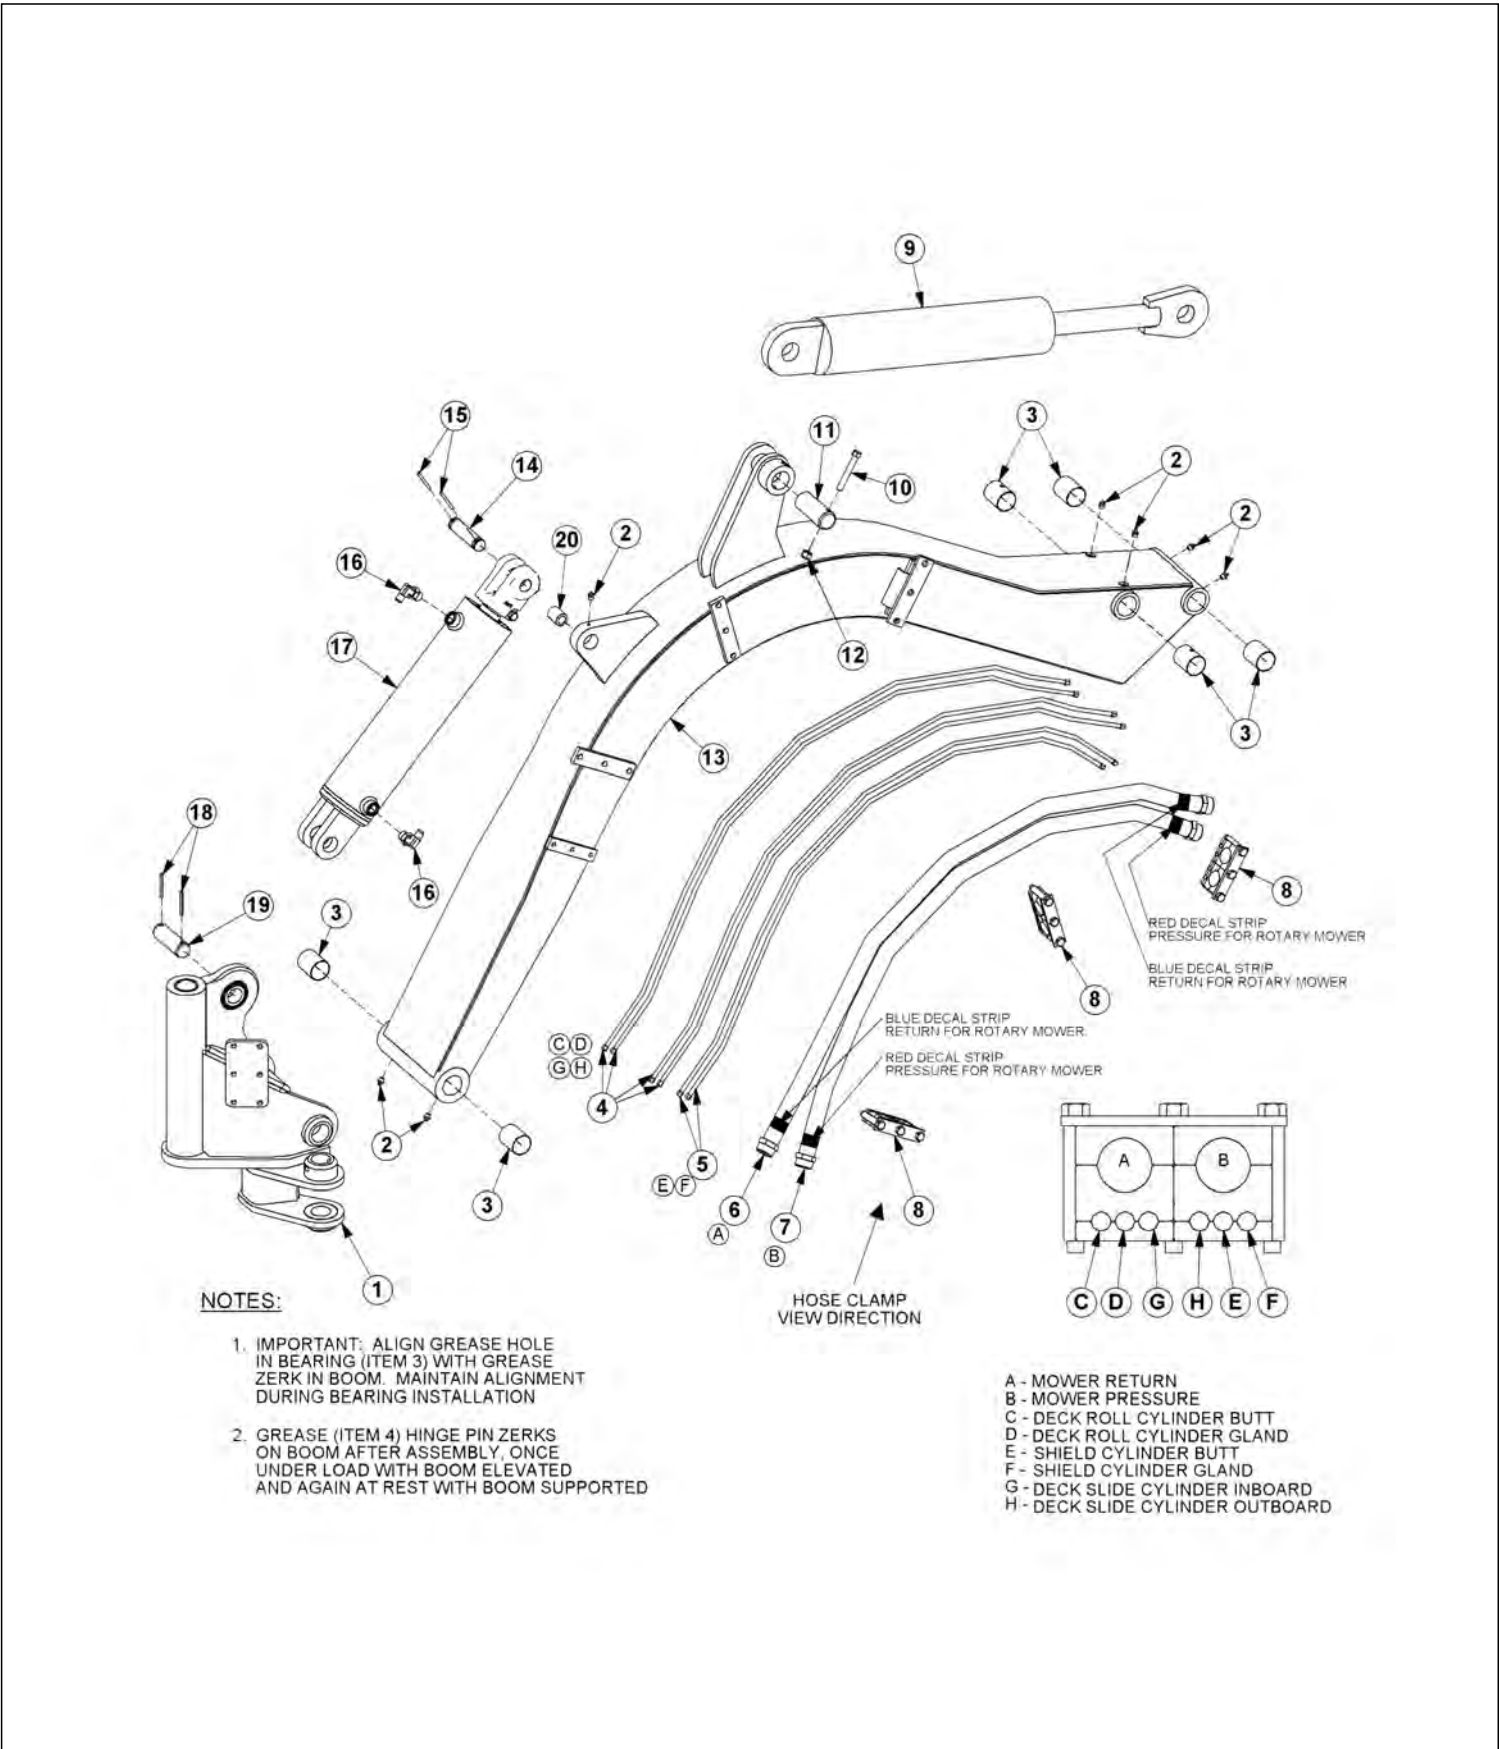 9
15
14
11
10
3
2
2
16
20
2
17
12
3
13
18
16
19
3
8
RED DECAL STRIP
PRESSURE FOR ROTARY MOWER
BLUE DECAL STRIP
RETURN FOR ROTARY MOWER
8
BLUE DECAL STRIP
RETURN FOR ROTARY MOWER
RED DECAL STRIP
PRESSURE FOR ROTARY MOWER
C D
G H
4
2
5
E F
3
6
A
7
B
8
A B
1
C D G H E F
HOSE CLAMP
VIEW DIRECTION
NOTES:
1. IMPORTANT: ALIGN GREASE HOLE
IN BEARING (ITEM 3) WITH GREASE
ZERK IN BOOM. MAINTAIN ALIGNMENT
DURING BEARING INSTALLATION
2. GREASE (ITEM 4) HINGE PIN ZERKS
ON BOOM AFTER ASSEMBLY, ONCE
UNDER LOAD WITH BOOM ELEVATED
AND AGAIN AT REST WITH BOOM SUPPORTED
A - MOWER RETURN
B - MOWER PRESSURE
C - DECK ROLL CYLINDER BUTT
D - DECK ROLL CYLINDER GLAND
E - SHIELD CYLINDER BUTT
F - SHIELD CYLINDER GLAND
G - DECK SLIDE CYLINDER INBOARD
H - DECK SLIDE CYLINDER OUTBOARD